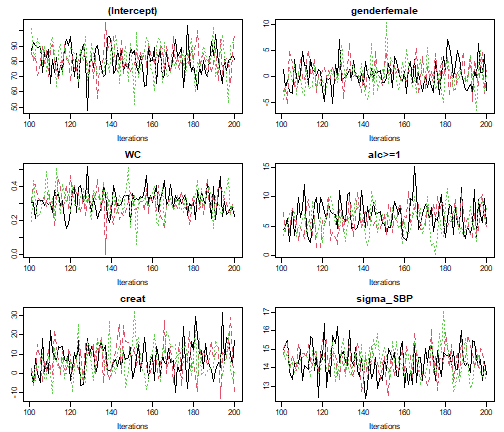 (Intercept)
50 60 70 80 90
100 120 140 160 180 200
Iterations
genderfemale
-5 0 5 10
100 120 140 160 180 200
Iterations
WC
0.0 0.2 0.4
100 120 140 160 180 200
Iterations
alc>=1
0 5 10 15
100 120 140 160 180 200
Iterations
creat
-10 0 10 20 30
100 120 140 160 180 200
Iterations
sigma_SBP
13 14 15 16 17
100 120 140 160 180 200
Iterations